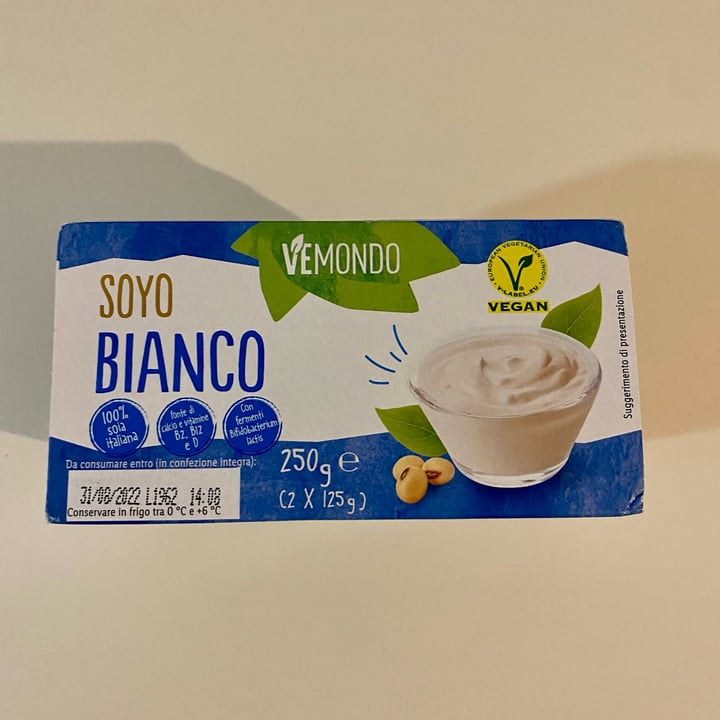 VEMONDO
SOYO
BIANCO
100%
soia
italiana
Fonte di
calcio e vitamine
B2, B12
e D
Con
fermenti
Bifidobacterium
lactis
EUROPEAN VEGETARIAN UNION
V-LABEL.EU
VEGAN
Suggerimento di presentazione
Da consumare entro (in confezione integra):
31/08/2022 L1962 14:08
Conservare in frigo tra 0 °C e +6 °C
250g e
(2 X 125g)